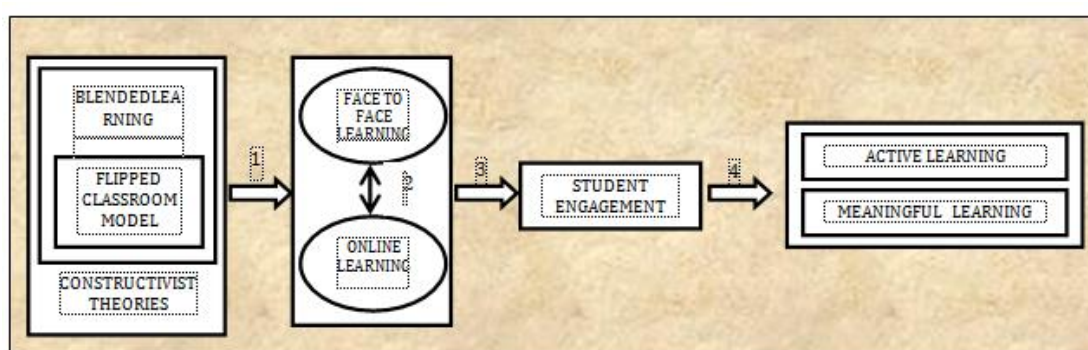 BLENDEDLEA
RNING
FLIPPED
CLASSROOM
MODEL
CONSTRUCTIVIST
THEORIES
1
FACE TO
FACE
LEARNING
2
ONLINE
LEARNING
3
STUDENT
ENGAGEMENT
4
ACTIVE LEARNING
MEANINGFUL LEARNING